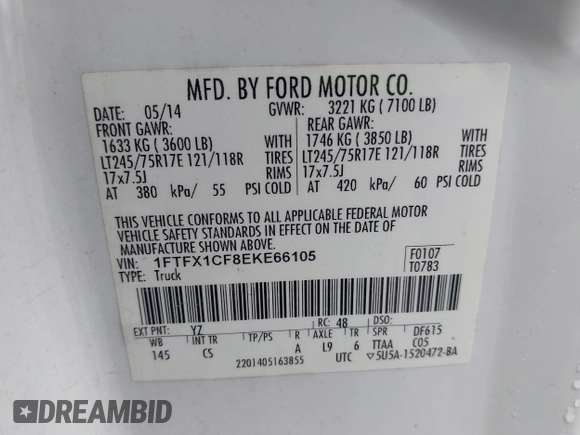 MFD. BY FORD MOTOR CO.
DATE: 05/14 GVWR: 3221 KG ( 7100 LB)
FRONT GAWR: REAR GAWR:
1633 KG ( 3600 LB) WITH 1746 KG ( 3850 LB) WITH
LT245/75R17E 121/118R TIRES LT245/75R17E 121/118R TIRES
17x7.5J RIMS 17x7.5J RIMS
AT 380 kPa/ 55 PSI COLD AT 420 kPa/ 60 PSI COLD
THIS VEHICLE CONFORMS TO ALL APPLICABLE FEDERAL MOTOR
VEHICLE SAFETY STANDARDS IN EFFECT ON THE DATE OF
MANUFACTURE SHOWN ABOVE.
VIN: 1FTFX1CF8EKE66105 F0107
TYPE: Truck T0783
EXT PNT: YZ RC: 48 DSO:
WB INT TR TP/PS R AXLE TR SPR DF615
145 CS A L9 6 TTAA C05
2201405163855 UTC ▽5U5A-1520472-BA
DREAMBID